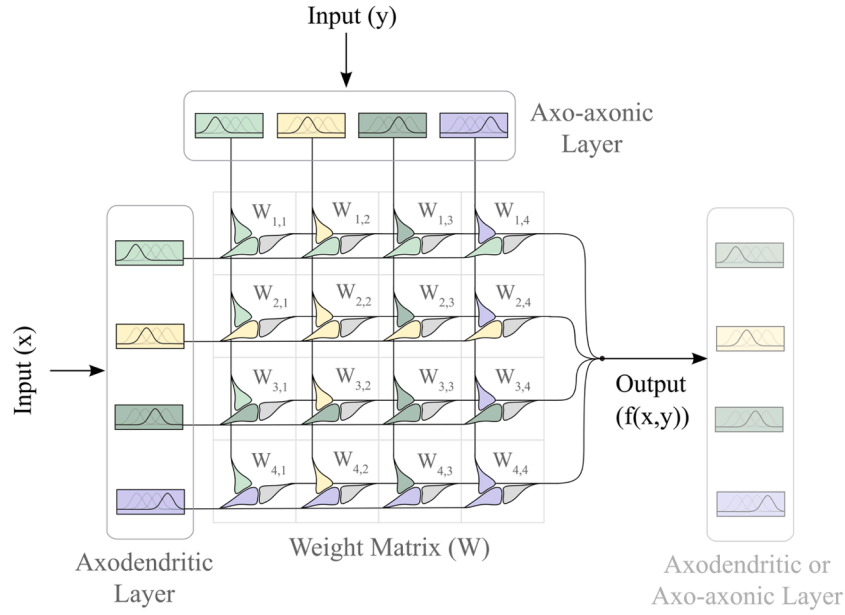 Input (y)
Axo-axonic
Layer
W1,1 W1,2 W1,3 W1,4
W2,1 W2,2 W2,3 W2,4
Input (x)
W3,1 W3,2 W3,3 W3,4
Output
(f(x,y))
W4,1 W4,2 W4,3 W4,4
Axodendritic
Layer
Weight Matrix (W)
Axodendritic or
Axo-axonic Layer